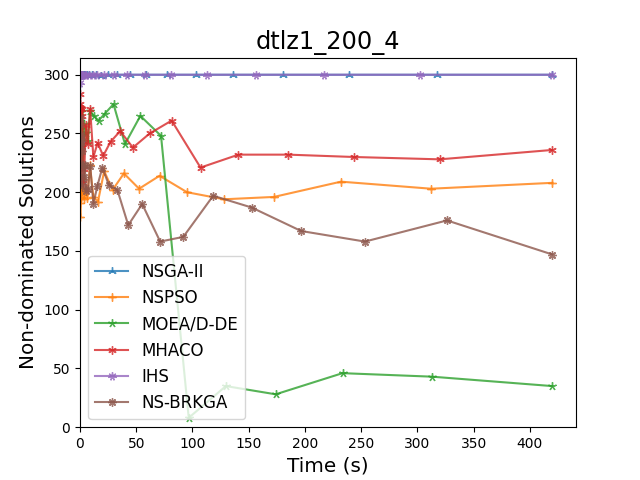 dtlz1_200_4
Non-dominated Solutions
300
250
200
150
100
50
0
NSGA-II
NSPSO
MOEA/D-DE
MHACO
IHS
NS-BRKGA
0 50 100 150 200 250 300 350 400
Time (s)